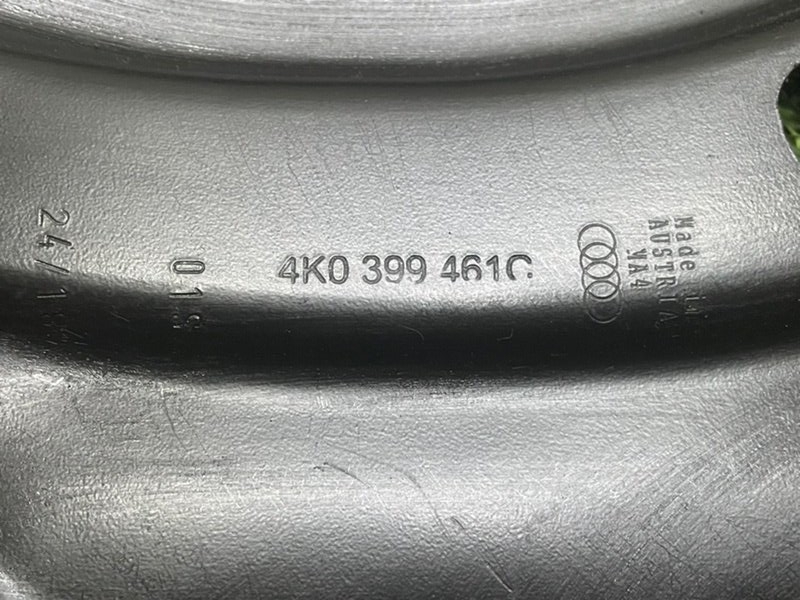 4K0 399 461C
Made in
AUSTRIA
VA4
01S